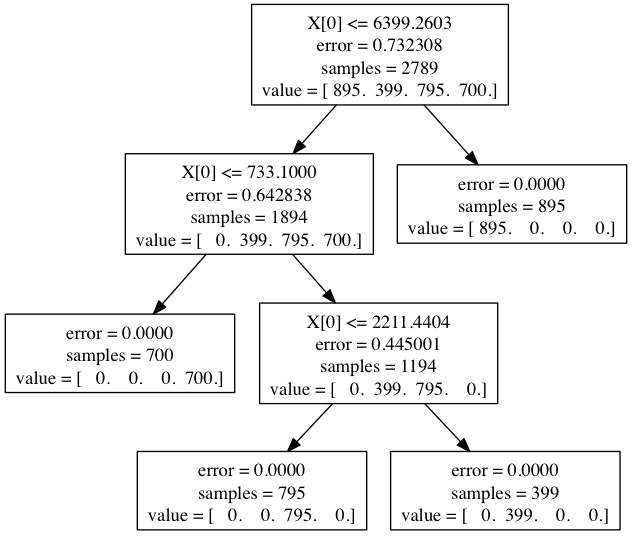 X[0] <= 6399.2603
error = 0.732308
samples = 2789
value = [ 895.  399.  795.  700.]
X[0] <= 733.1000
error = 0.642838
samples = 1894
value = [   0.  399.  795.  700.]
error = 0.0000
samples = 895
value = [ 895.    0.    0.    0.]
error = 0.0000
samples = 700
value = [   0.    0.    0.  700.]
X[0] <= 2211.4404
error = 0.445001
samples = 1194
value = [   0.  399.  795.    0.]
error = 0.0000
samples = 795
value = [   0.    0.  795.    0.]
error = 0.0000
samples = 399
value = [   0.  399.    0.    0.]